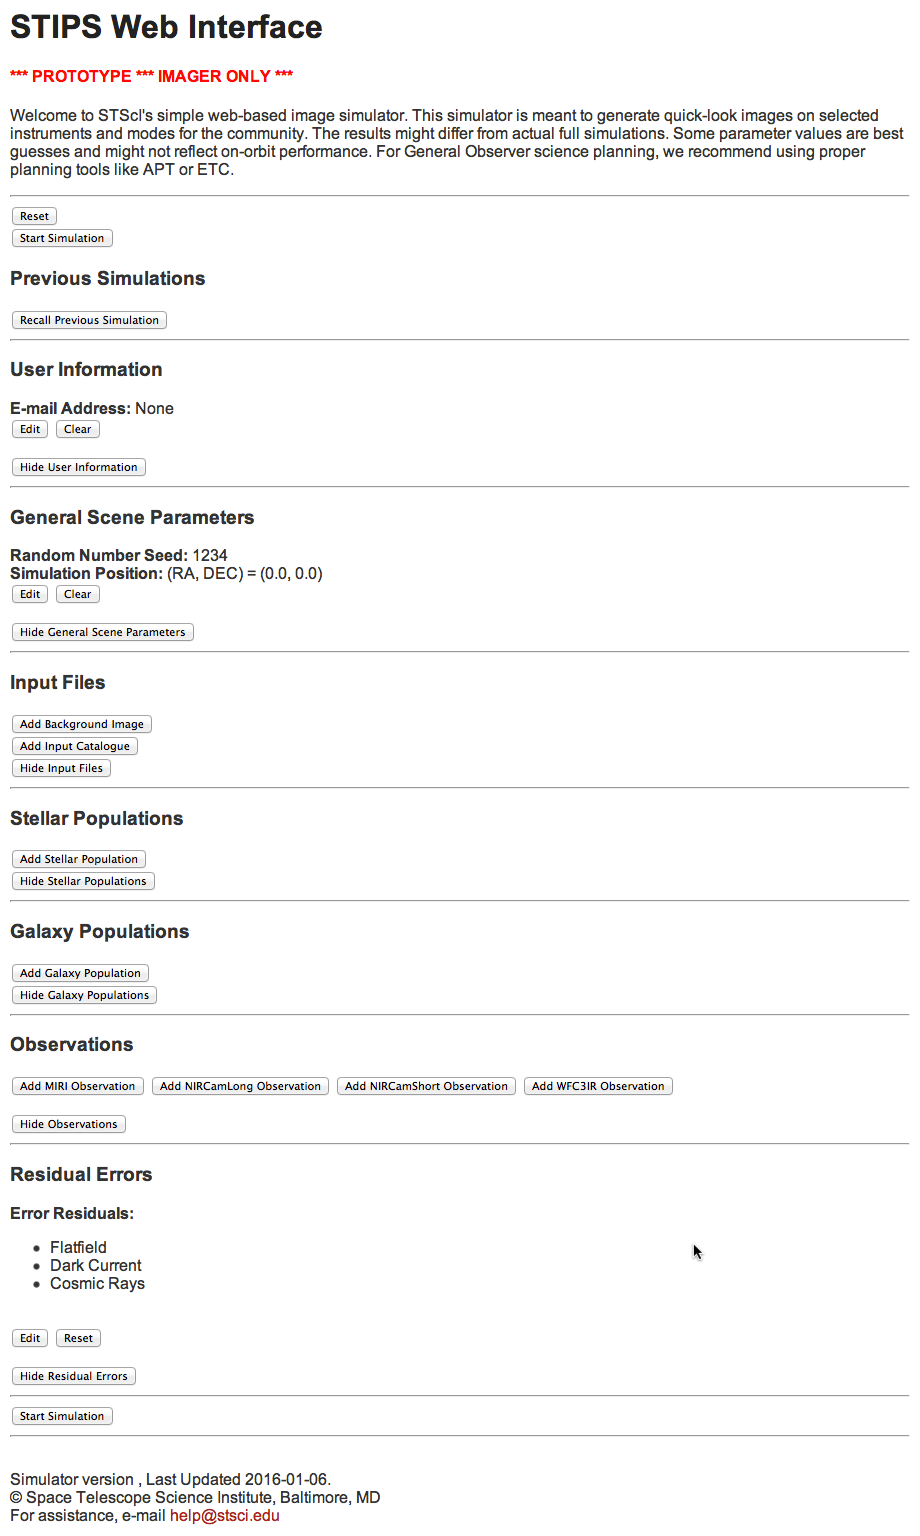 STIPS Web Interface
*** PROTOTYPE *** IMAGER ONLY ***
Welcome to STScI's simple web-based image simulator. This simulator is meant to generate quick-look images on selected
instruments and modes for the community. The results might differ from actual full simulations. Some parameter values are best
guesses and might not reflect on-orbit performance. For General Observer science planning, we recommend using proper
planning tools like APT or ETC.
Reset
Start Simulation
Previous Simulations
Recall Previous Simulation
User Information
E-mail Address: None
Edit Clear
Hide User Information
General Scene Parameters
Random Number Seed: 1234
Simulation Position: (RA, DEC) = (0.0, 0.0)
Edit Clear
Hide General Scene Parameters
Input Files
Add Background Image
Add Input Catalogue
Hide Input Files
Stellar Populations
Add Stellar Population
Hide Stellar Populations
Galaxy Populations
Add Galaxy Population
Hide Galaxy Populations
Observations
Add MIRI Observation Add NIRCamLong Observation Add NIRCamShort Observation Add WFC3IR Observation
Hide Observations
Residual Errors
Error Residuals:
• Flatfield
• Dark Current
• Cosmic Rays
Edit Reset
Hide Residual Errors
Start Simulation
Simulator version , Last Updated 2016-01-06.
© Space Telescope Science Institute, Baltimore, MD
For assistance, e-mail help@stsci.edu